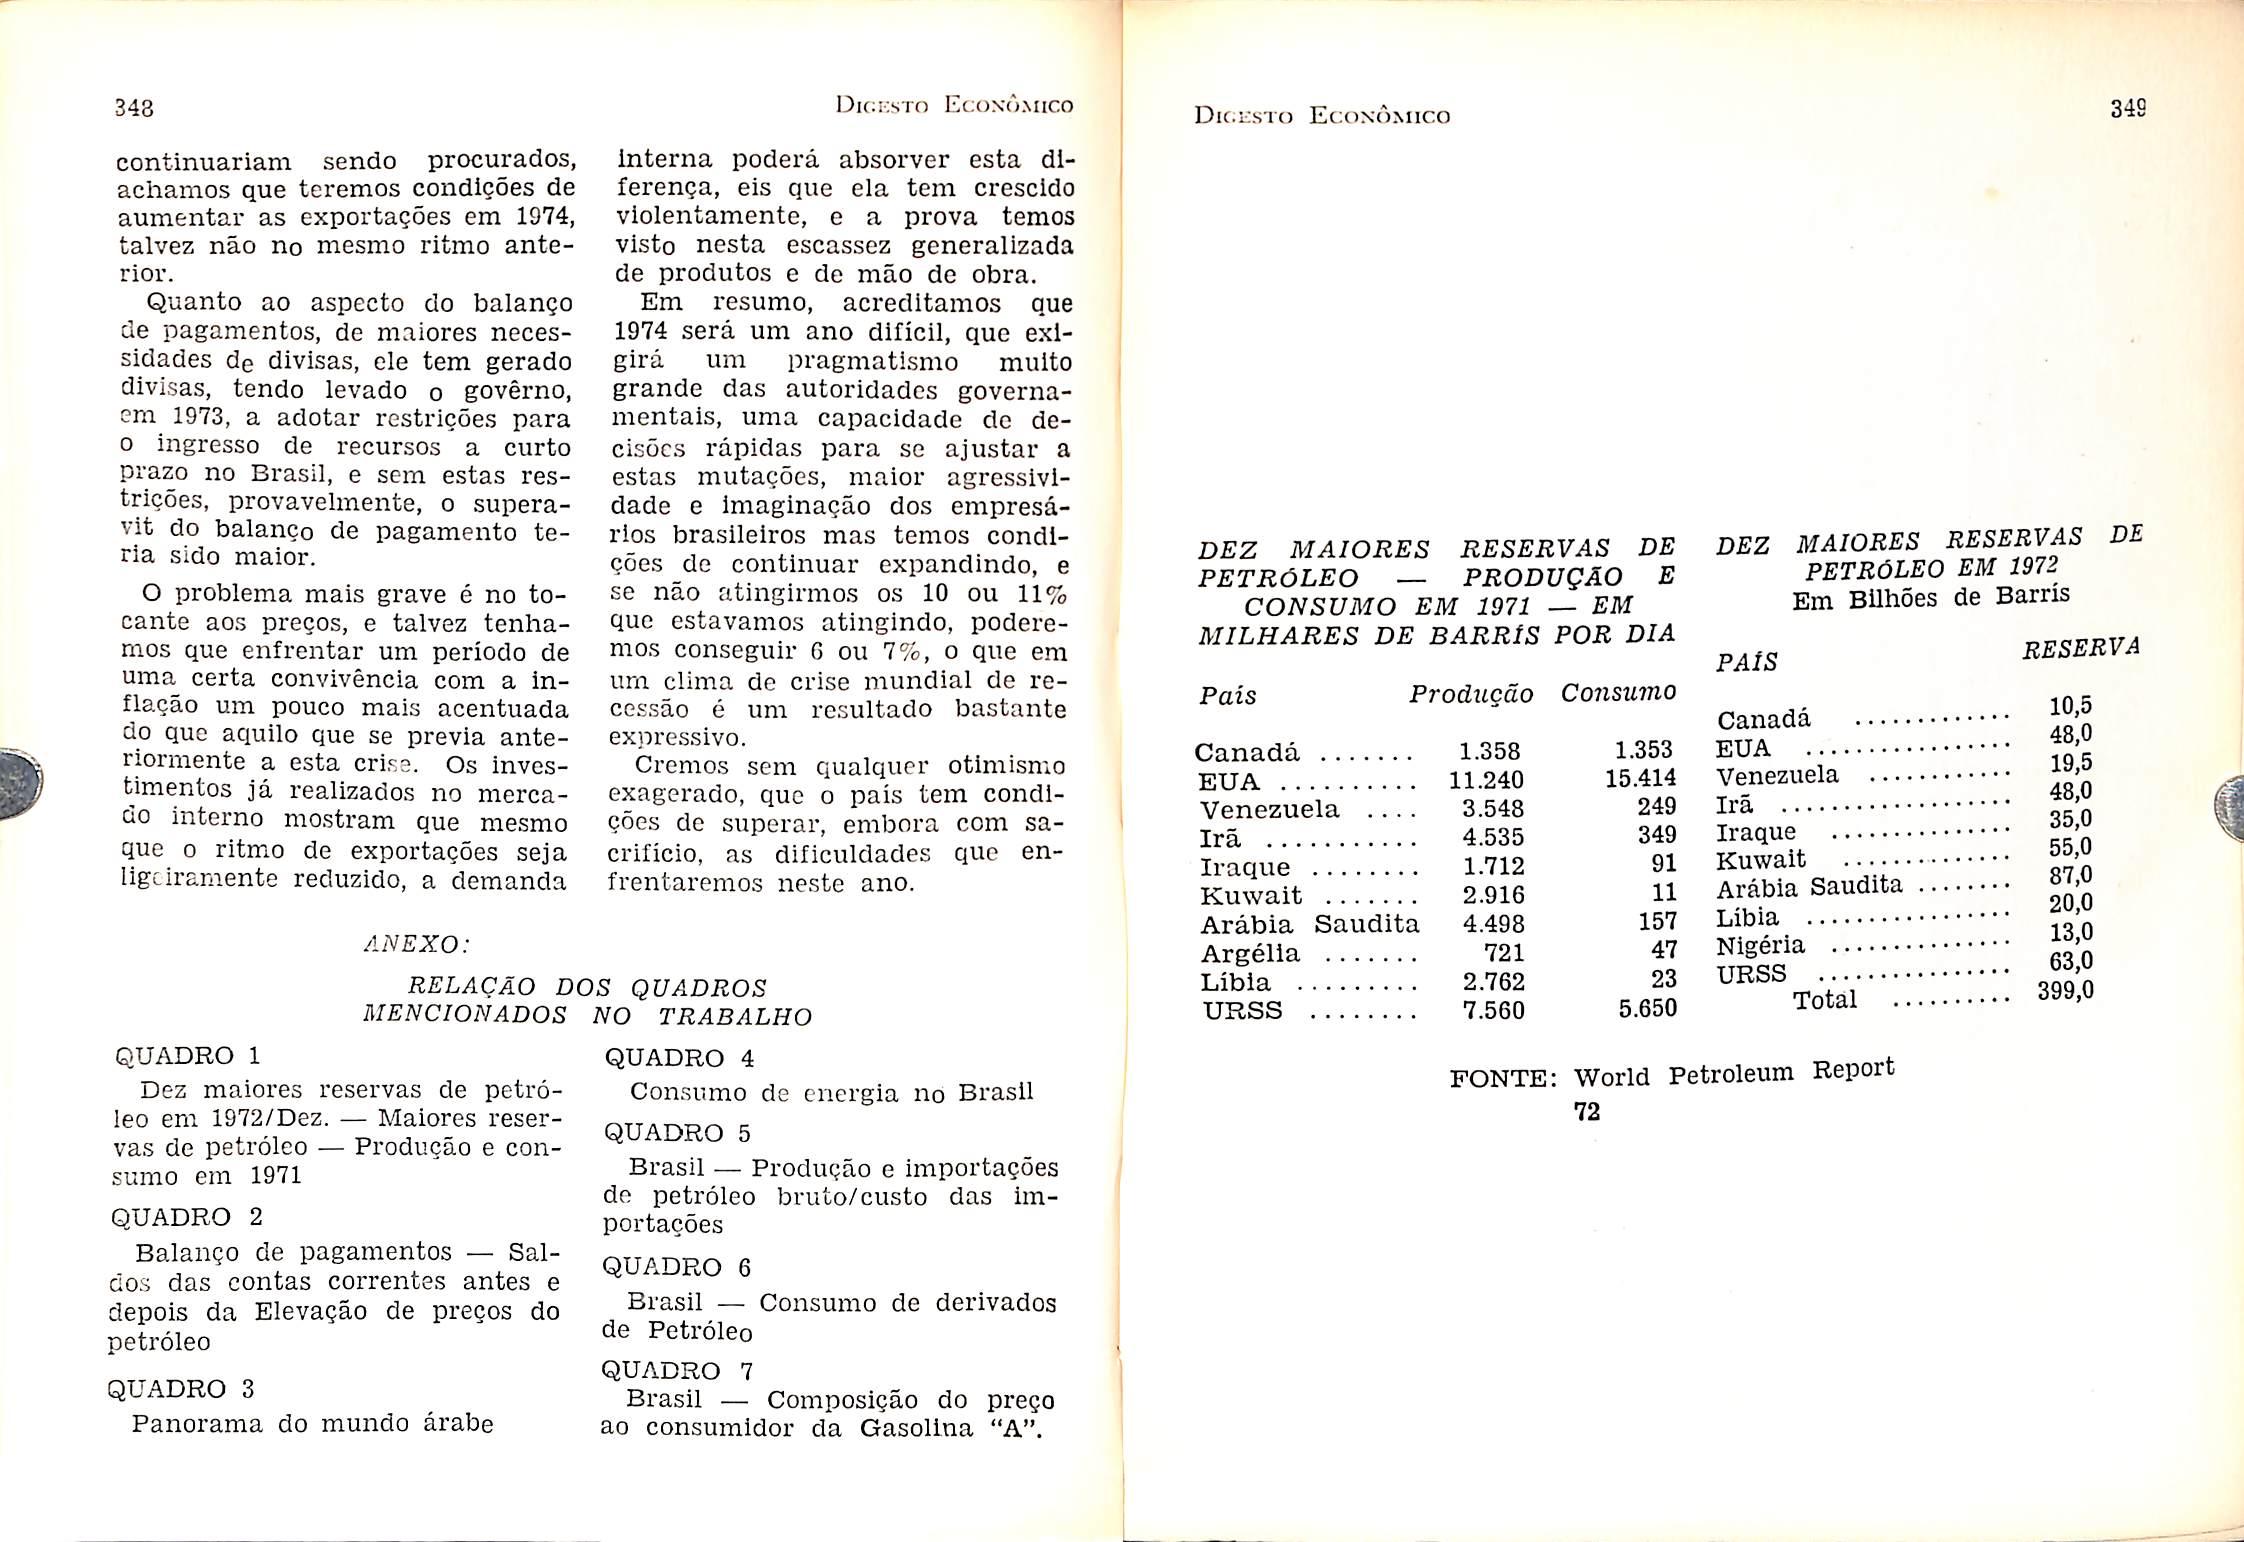 348
Digesto Econômico
continuariam sendo procurados,
achamos que teremos condições de
aumentar as exportações em 1974,
talvez não no mesmo ritmo ante-
rior.
Quanto ao aspecto do balanço
de pagamentos, de maiores neces-
sidades de divisas, ele tem gerado
divisas, tendo levado o govêrno,
em 1973, a adotar restrições para
o ingresso de recursos a curto
prazo no Brasil, e sem estas res-
trições, provavelmente, o supera-
vit do balanço de pagamento te-
ria sido maior.
O problema mais grave é no to-
cante aos preços, e talvez tenha-
mos que enfrentar um período de
uma certa convivência com a in-
flação um pouco mais acentuada
do que aquilo que se previa ante-
riormente a esta crise. Os inves-
timentos já realizados no merca-
do interno mostram que mesmo
que o ritmo de exportações seja
ligeiramente reduzido, a demanda
interna poderá absorver esta di-
ferença, eis que ela tem crescido
violentamente, e a prova temos
visto nesta escassez generalizada
de produtos e de mão de obra.
Em resumo, acreditamos que
1974 será um ano difícil, que exi-
girá um pragmatismo muito
grande das autoridades governa-
mentais, uma capacidade de de-
cisões rápidas para se ajustar a
estas mutações, maior agressivi-
dade e imaginação dos empresá-
rios brasileiros mas temos condi-
ções de continuar expandindo, e
se não atingirmos os 10 ou 11%
que estavamos atingindo, podere-
mos conseguir 6 ou 7%, o que em
um clima de crise mundial de re-
cessão é um resultado bastante
expressivo.
Cremos sem qualquer otimismo
exagerado, que o país tem condi-
ções de superar, embora com sa-
crifício, as dificuldades que en-
frentaremos neste ano.
ANEXO:
RELAÇÃO DOS QUADROS
MENCIONADOS NO TRABALHO
QUADRO 1
Dez maiores reservas de petró-
leo em 1972/Dez. — Maiores reser-
vas de petróleo — Produção e con-
sumo em 1971
QUADRO 2
Balanço de pagamentos — Sal-
dos das contas correntes antes e
depois da Elevação de preços do
petróleo
QUADRO 3
Panorama do mundo árabe
QUADRO 4
Consumo de energia no Brasil
QUADRO 5
Brasil — Produção e importações
de petróleo bruto/custo das im-
portações
QUADRO 6
Brasil — Consumo de derivados
de Petróleo
QUADRO 7
Brasil — Composição do preço
ao consumidor da Gasolina “A”.
Digesto Econômico
349
DEZ MAIORES RESERVAS DE
PETRÓLEO — PRODUÇÃO E
CONSUMO EM 1971 — EM
MILHARES DE BARRÍS POR DIA
País Produção Consumo
Canadá ....... 1.358 1.353
EUA ........... 11.240 15.414
Venezuela .... 3.548 249
Irã ............ 4.535 349
Iraque ......... 1.712 91
Kuwait ........ 2.916 11
Arábia Saudita 4.498 157
Argélia ....... 721 47
Líbia .......... 2.762 23
URSS ......... 7.560 5.650
DEZ MAIORES RESERVAS DE
PETRÓLEO EM 1972
Em Bilhões de Barrís
PAÍS RESERVA
Canadá ............. 10,5
EUA .................. 48,0
Venezuela ............ 19,5
Irã .................... 48,0
Iraque ............... 35,0
Kuwait .............. 55,0
Arábia Saudita ........ 87,0
Líbia .................. 20,0
Nigéria ............... 13,0
URSS ................ 63,0
Total .......... 399,0
FONTE: World Petroleum Report
72